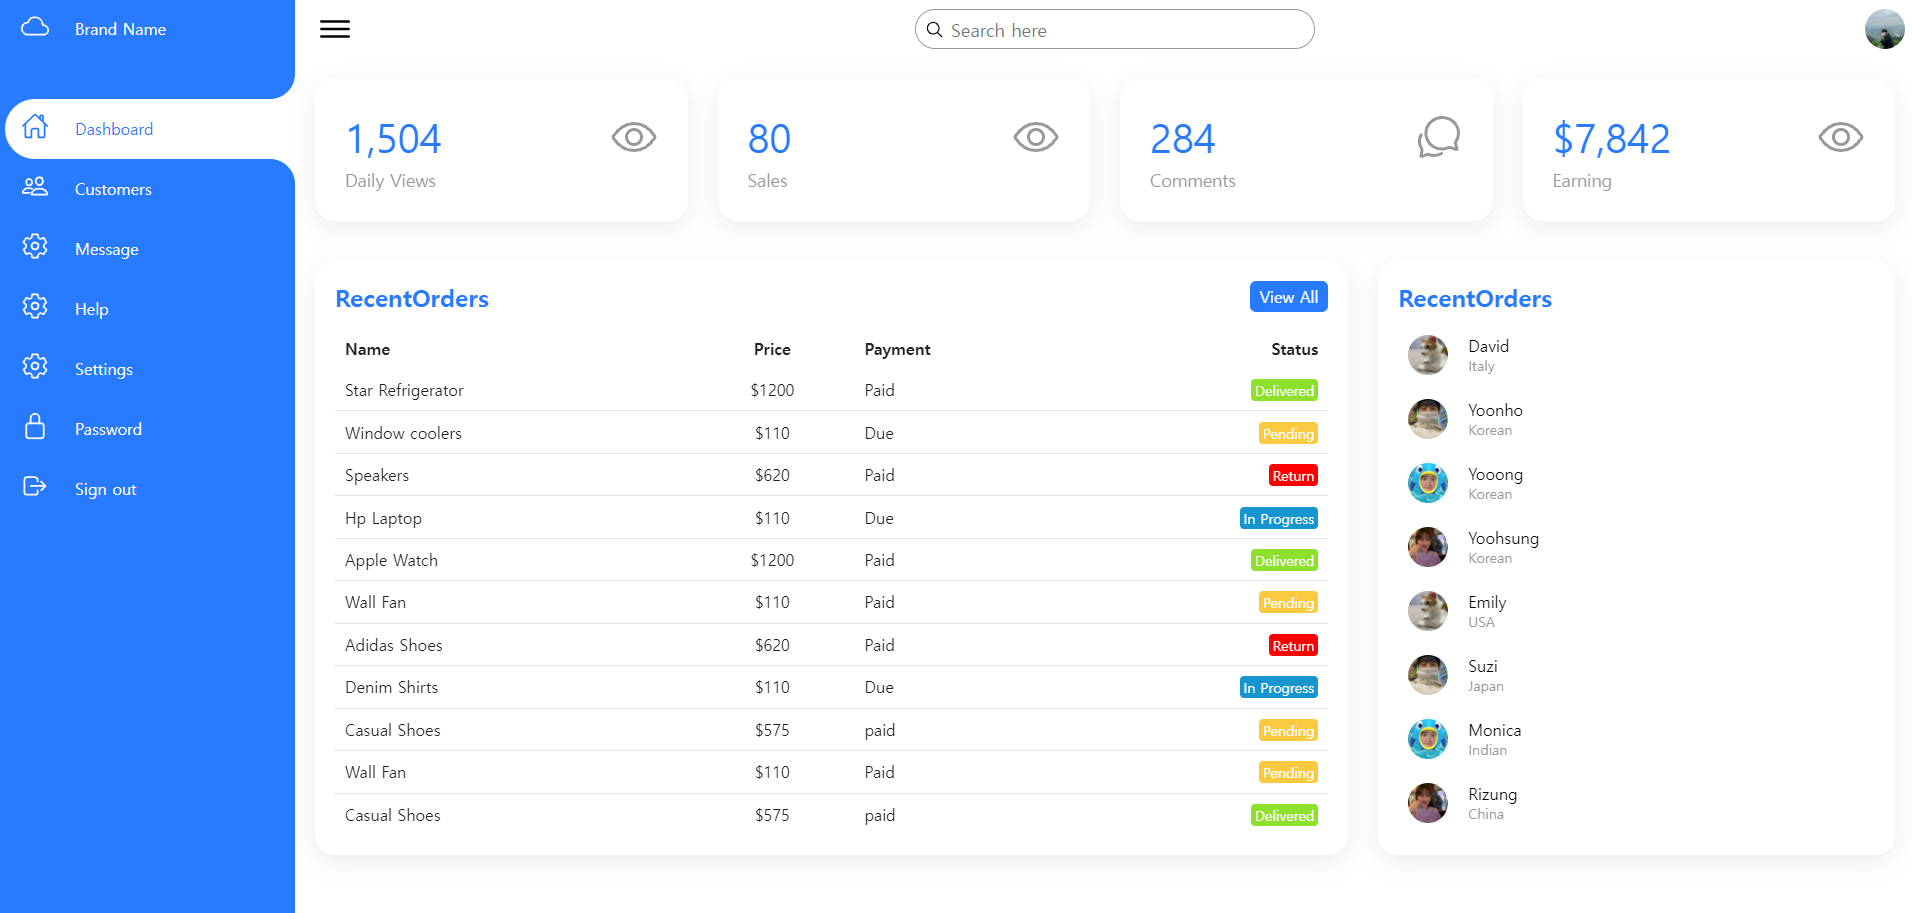 Brand Name
Search here
Dashboard
Customers
Message
Help
Settings
Password
Sign out
1,504
Daily Views
80
Sales
284
Comments
$7,842
Earning
RecentOrders
View All
Name Price Payment Status
Star Refrigerator $1200 Paid Delivered
Window coolers $110 Due Pending
Speakers $620 Paid Return
Hp Laptop $110 Due In Progress
Apple Watch $1200 Paid Delivered
Wall Fan $110 Paid Pending
Adidas Shoes $620 Paid Return
Denim Shirts $110 Due In Progress
Casual Shoes $575 paid Pending
Wall Fan $110 Paid Pending
Casual Shoes $575 paid Delivered
RecentOrders
David
Italy
Yoonho
Korean
Yooong
Korean
Yoohsung
Korean
Emily
USA
Suzi
Japan
Monica
Indian
Rizung
China